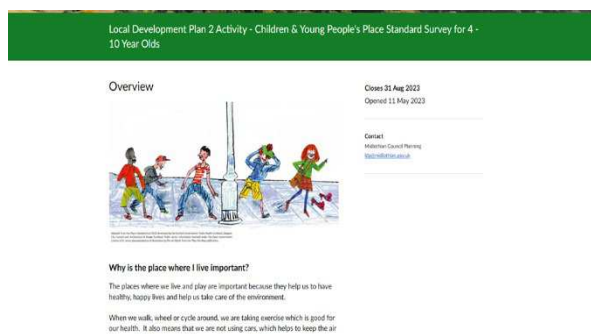 Local Development Plan 2 Activity - Children & Young People's Place Standard Survey for 4 -
10 Year Olds
Overview
Closes 31 Aug 2023
Opened 11 May 2023
Contact
Midlothian Council Planning
Why is the place where I live important?
The places where we live and play are important because they help us to have
healthy, happy lives and help us take care of the environment.
When we walk, wheel or cycle around, we are taking exercise which is good for
our health. It also means that we are not using cars, which helps to keep the air